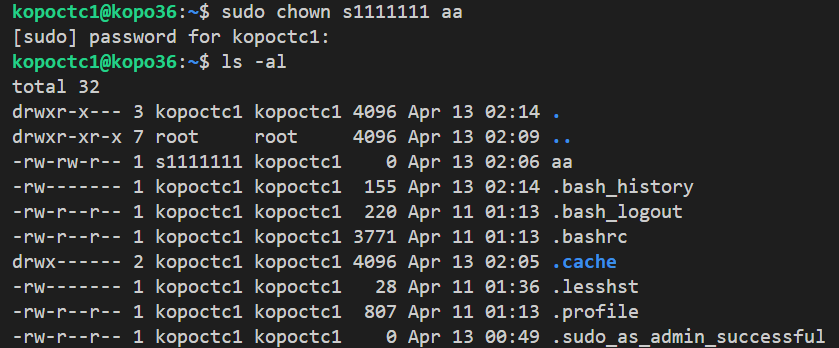 kopoctc1@kopo36:~$ sudo chown s1111111 aa
[sudo] password for kopoctc1:
kopoctc1@kopo36:~$ ls -al
total 32
drwxr-x--- 3 kopoctc1 kopoctc1 4096 Apr 13 02:14 .
drwxr-xr-x 7 root     root     4096 Apr 13 02:09 ..
-rw-rw-r-- 1 s1111111 kopoctc1    0 Apr 13 02:06 aa
-rw------- 1 kopoctc1 kopoctc1  155 Apr 13 02:14 .bash_history
-rw-r--r-- 1 kopoctc1 kopoctc1  220 Apr 11 01:13 .bash_logout
-rw-r--r-- 1 kopoctc1 kopoctc1 3771 Apr 11 01:13 .bashrc
drwx------ 2 kopoctc1 kopoctc1 4096 Apr 13 02:05 .cache
-rw------- 1 kopoctc1 kopoctc1   28 Apr 11 01:36 .lesshst
-rw-r--r-- 1 kopoctc1 kopoctc1  807 Apr 11 01:13 .profile
-rw-r--r-- 1 kopoctc1 kopoctc1    0 Apr 13 00:49 .sudo_as_admin_successful